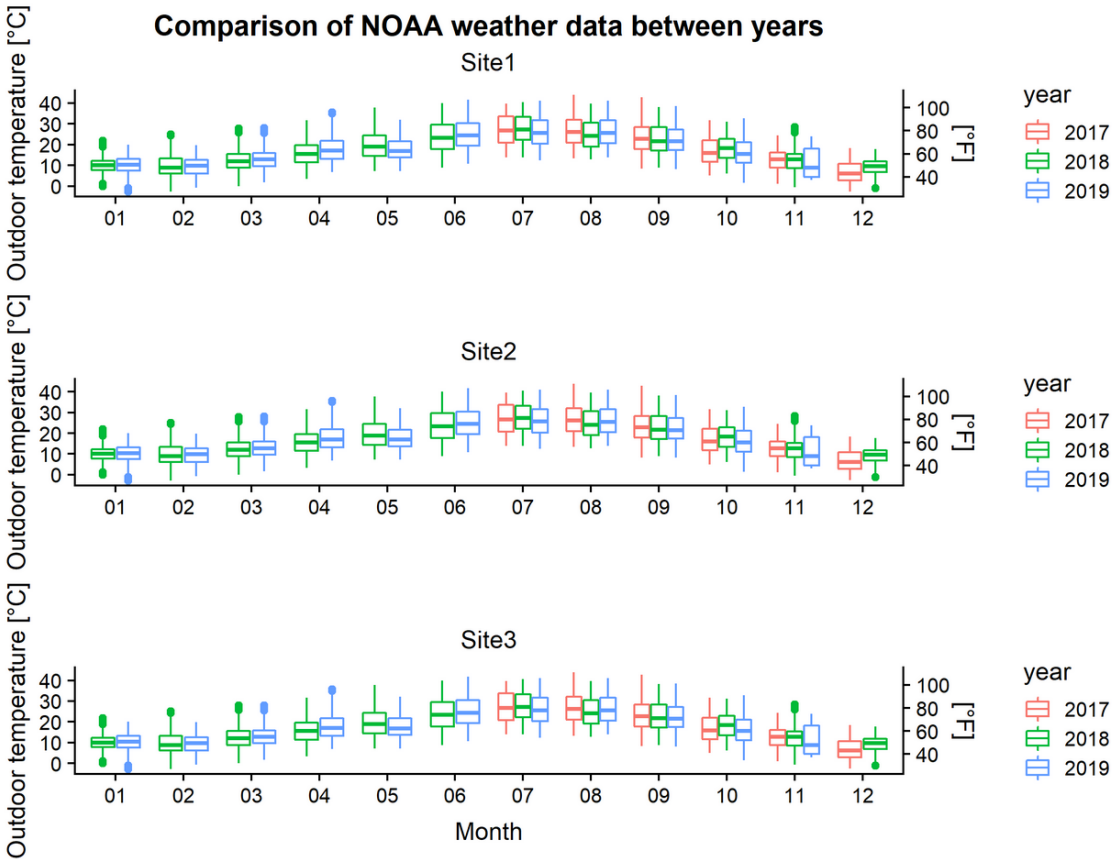 Comparison of NOAA weather data between years
Site1
Outdoor temperature [°C]
40
30
20
10
0
100
80
60
40
[°F]
01 02 03 04 05 06 07 08 09 10 11 12
year
2017
2018
2019
Site2
Outdoor temperature [°C]
40
30
20
10
0
100
80
60
40
[°F]
01 02 03 04 05 06 07 08 09 10 11 12
year
2017
2018
2019
Site3
Outdoor temperature [°C]
40
30
20
10
0
100
80
60
40
[°F]
01 02 03 04 05 06 07 08 09 10 11 12
Month
year
2017
2018
2019